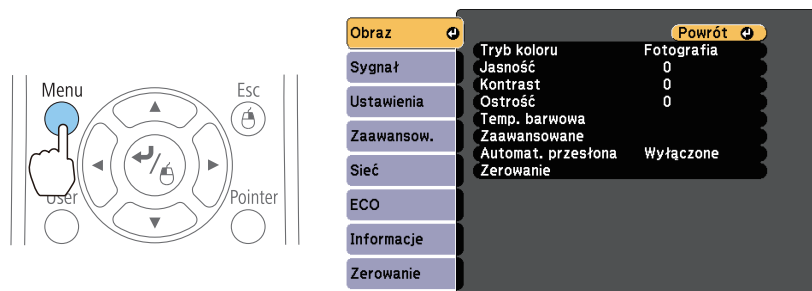 Menu
Esc
User
Pointer
Obraz
Sygnał
Ustawienia
Zaawansow.
Sieć
ECO
Informacje
Zerowanie
Powrót
Tryb koloru Fotografia
Jasność 0
Kontrast 0
Ostrość 0
Temp. barwowa
Zaawansowane
Automat. przesłona Wyłączone
Zerowanie